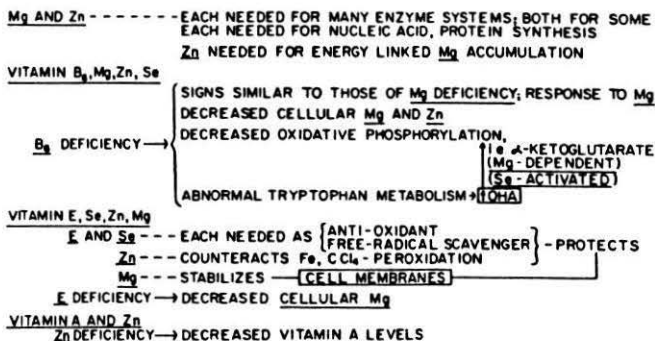 Mg AND Zn ------- EACH NEEDED FOR MANY ENZYME SYSTEMS; BOTH FOR SOME
EACH NEEDED FOR NUCLEIC ACID, PROTEIN SYNTHESIS
Zn NEEDED FOR ENERGY LINKED Mg ACCUMULATION
VITAMIN B6, Mg, Zn, Se
SIGNS SIMILAR TO THOSE OF Mg DEFICIENCY; RESPONSE TO Mg
DECREASED CELLULAR Mg AND Zn
DECREASED OXIDATIVE PHOSPHORYLATION,
B6 DEFICIENCY →
ie α-KETOGLUTARATE
(Mg-DEPENDENT)
(Se-ACTIVATED)
ABNORMAL TRYPTOPHAN METABOLISM → ↑OHA
VITAMIN E, Se, Zn, Mg
E AND Se --- EACH NEEDED AS { ANTI-OXIDANT
FREE-RADICAL SCAVENGER } - PROTECTS
Zn --- COUNTERACTS Fe, CCl4-PEROXIDATION
Mg --- STABILIZES CELL MEMBRANES
E DEFICIENCY → DECREASED CELLULAR Mg
VITAMIN A AND Zn
Zn DEFICIENCY → DECREASED VITAMIN A LEVELS